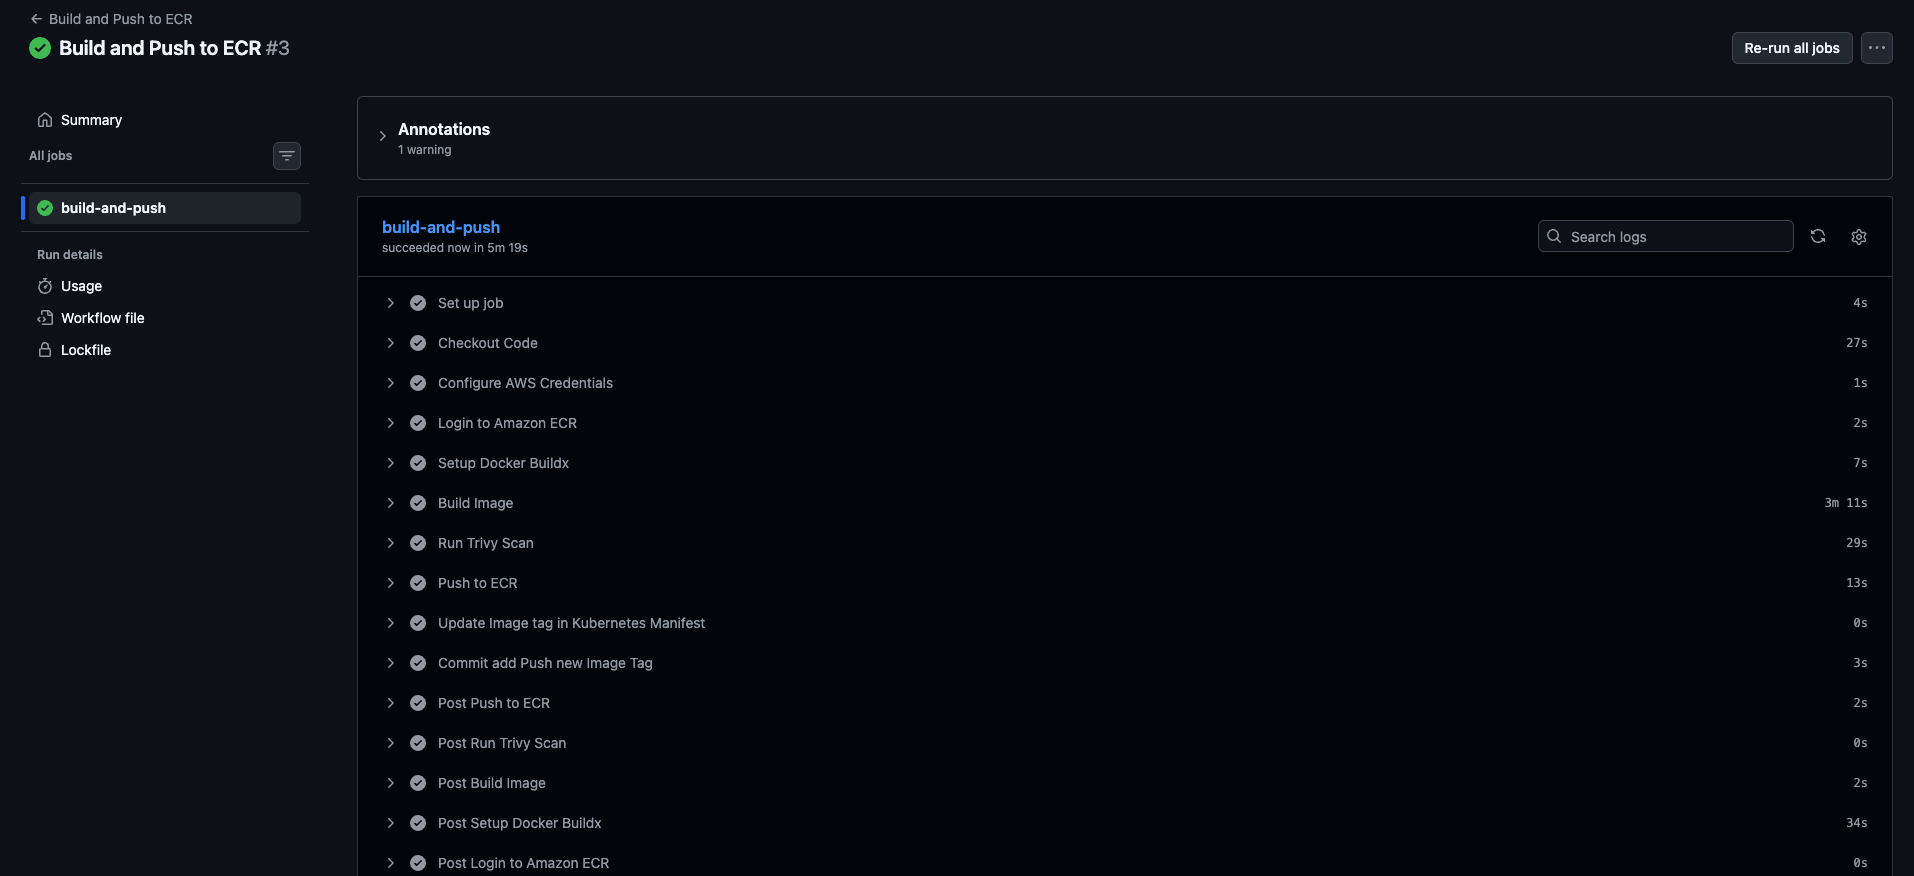 Build and Push to ECR
Build and Push to ECR #3
Re-run all jobs
Summary
All jobs
build-and-push
Run details
Usage
Workflow file
Lockfile
Annotations
1 warning
build-and-push
succeeded now in 5m 19s
Search logs
Set up job 4s
Checkout Code 27s
Configure AWS Credentials 1s
Login to Amazon ECR 2s
Setup Docker Buildx 7s
Build Image 3m 11s
Run Trivy Scan 29s
Push to ECR 13s
Update Image tag in Kubernetes Manifest 0s
Commit add Push new Image Tag 3s
Post Push to ECR 2s
Post Run Trivy Scan 0s
Post Build Image 2s
Post Setup Docker Buildx 34s
Post Login to Amazon ECR 0s